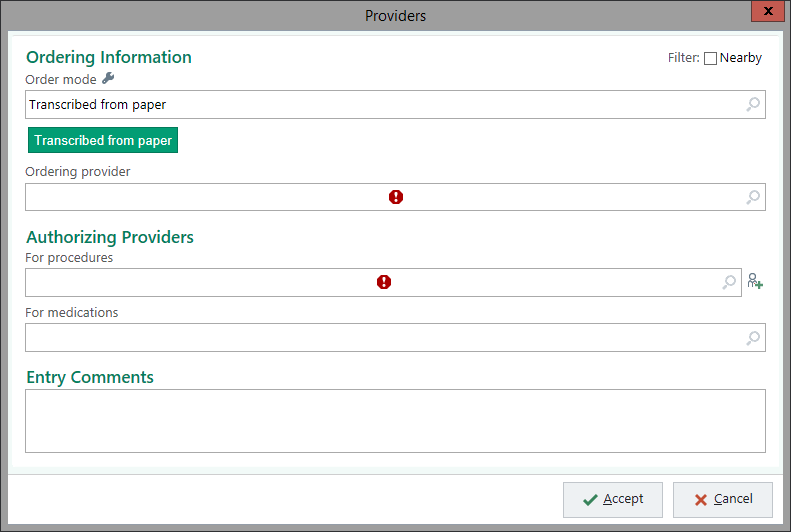 Providers
x
Ordering Information
Filter: Nearby
Order mode
Transcribed from paper
Transcribed from paper
Ordering provider
Authorizing Providers
For procedures
For medications
Entry Comments
Accept
Cancel